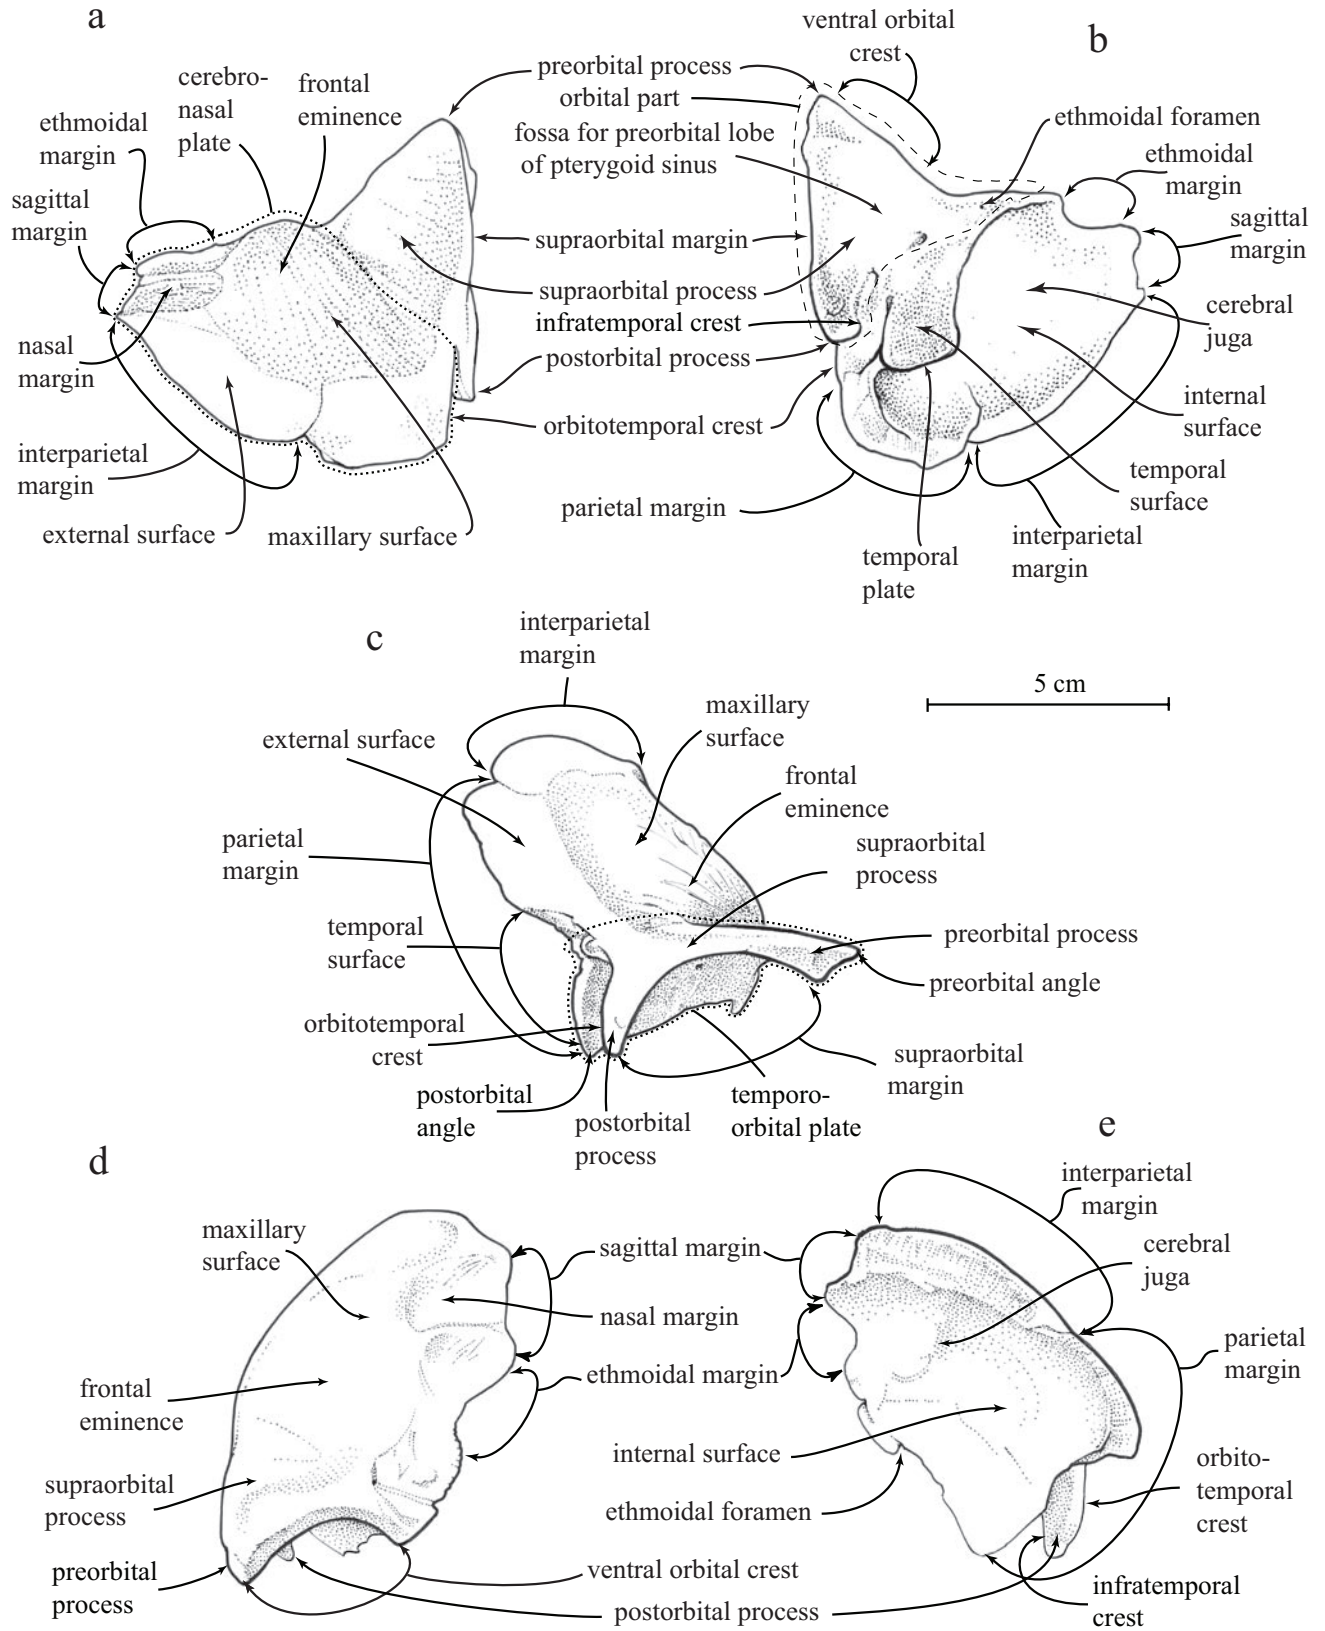 a
cerebro-
nasal
plate
frontal
eminence
ethmoidal
margin
sagittal
margin
nasal
margin
interparietal
margin
external surface
maxillary surface
preorbital process
orbital part
fossa for preorbital lobe
of pterygoid sinus
supraorbital margin
supraorbital process
infratemporal crest
postorbital process
orbitotemporal crest
parietal margin
b
ventral orbital
crest
ethmoidal foramen
ethmoidal
margin
sagittal
margin
cerebral
juga
internal
surface
temporal
surface
interparietal
margin
temporal
plate
c
interparietal
margin
5 cm
external surface
maxillary
surface
frontal
eminence
supraorbital
process
parietal
margin
temporal
surface
preorbital process
preorbital angle
orbitotemporal
crest
supraorbital
margin
postorbital
angle
postorbital
process
temporo-
orbital plate
d
maxillary
surface
frontal
eminence
supraorbital
process
preorbital
process
sagittal margin
nasal margin
ethmoidal margin
internal surface
ethmoidal foramen
ventral orbital crest
postorbital process
e
interparietal
margin
cerebral
juga
parietal
margin
orbito-
temporal
crest
infratemporal
crest